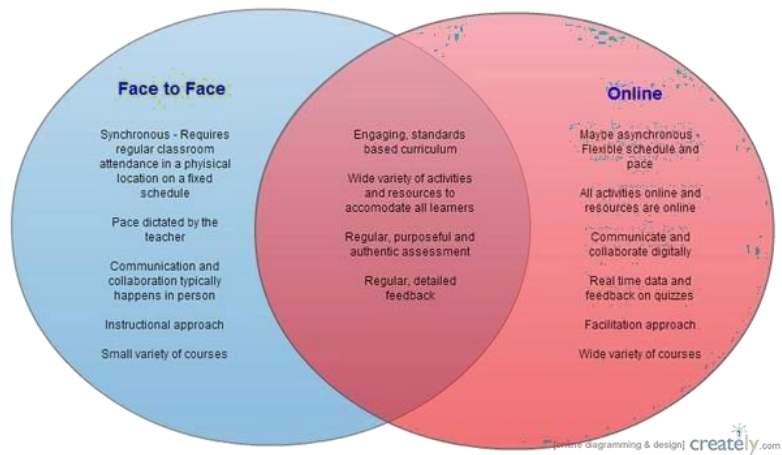 Face to Face
Synchronous - Requires
regular classroom
attendance in a phyisical
location on a fixed
schedule
Pace dictated by the
teacher
Communication and
collaboration typically
happens in person
Instructional approach
Small variety of courses
Engaging, standards
based curriculum
Wide variety of activities
and resources to
accomodate all learners
Regular, purposeful and
authentic assessment
Regular, detailed
feedback
Online
Maybe asynchronous -
Flexible schedule and
pace
All activities online and
resources are online
Communicate and
collaborate digitally
Real time data and
feedback on quizzes
Facilitation approach
Wide variety of courses
[online diagramming & design] creately.com